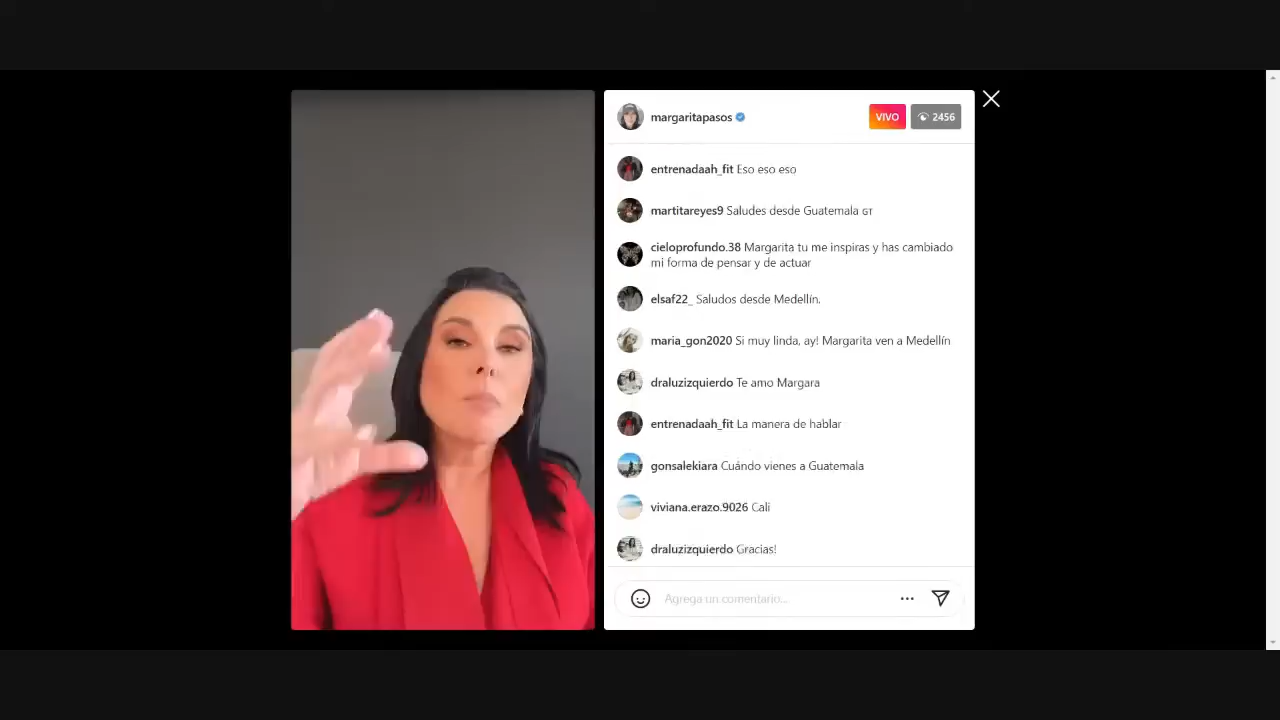 margaritapasos
VIVO
2456
entrenadaah_fit Eso eso eso
martitareyes9 Saludes desde Guatemala GT
cieloprofundo.38 Margarita tu me inspiras y has cambiado
mi forma de pensar y de actuar
elsaf22_ Saludos desde Medellín.
maria_gon2020 Si muy linda, ay! Margarita ven a Medellín
draluzizquierdo Te amo Margara
entrenadaah_fit La manera de hablar
gonsalekiara Cuándo vienes a Guatemala
viviana.erazo.9026 Cali
draluzizquierdo Gracias!
Agrega un comentario...